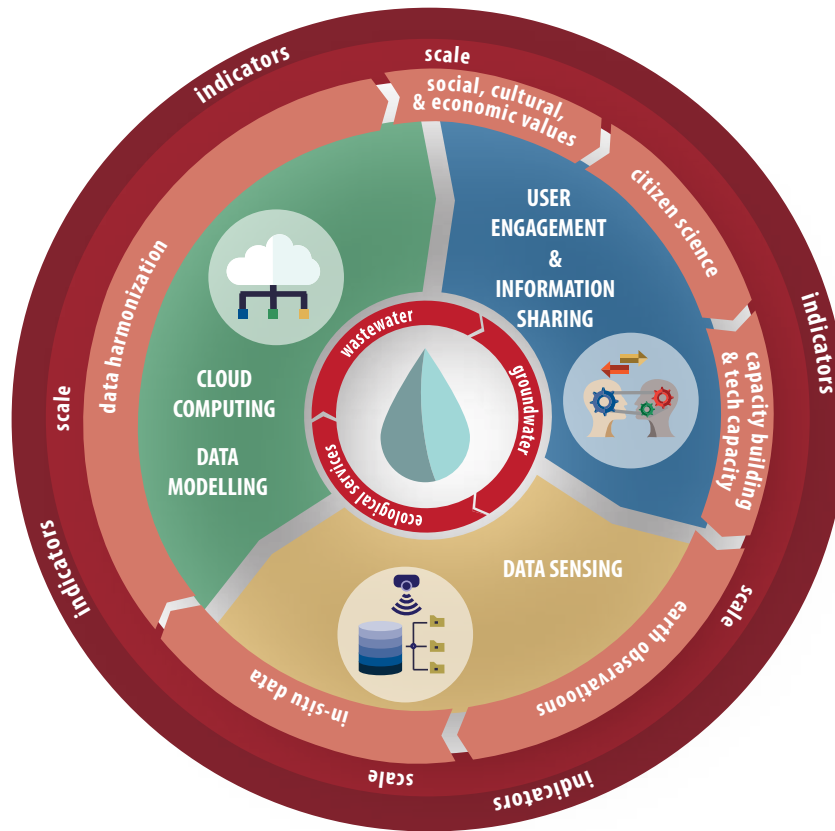 indicators
scale
social, cultural,
& economic values
citizen science
indicators
capacity building
& tech capacity
scale
earth observatioons
indicators
scale
in-situ data
indicators
scale
data harmonization
USER
ENGAGEMENT
&
INFORMATION
SHARING
CLOUD
COMPUTING
DATA
MODELLING
DATA SENSING
wastewater
groundwater
ecological services